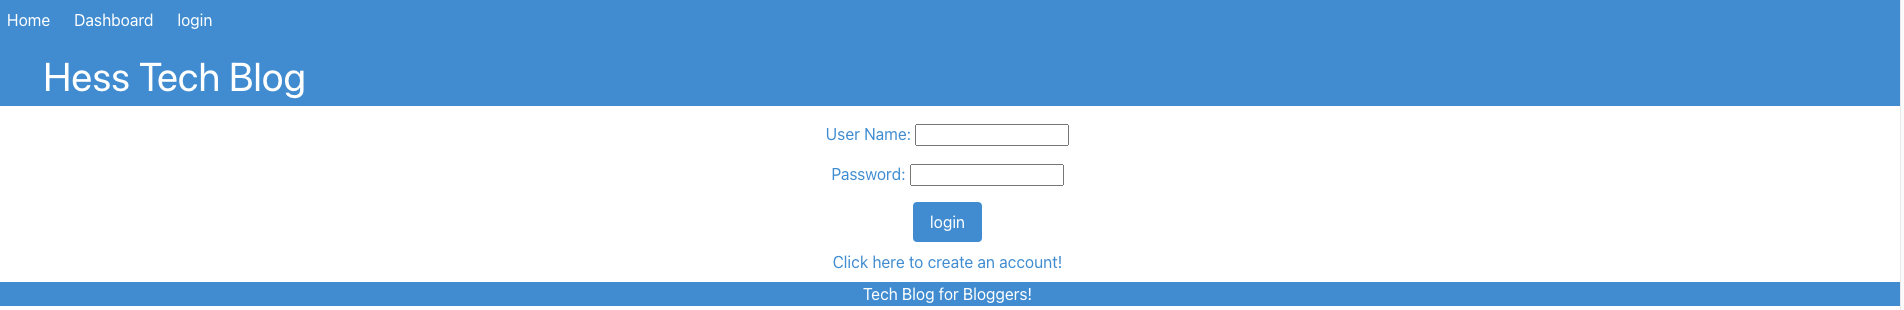 Home Dashboard login
Hess Tech Blog
User Name:
Password:
login
Click here to create an account!
Tech Blog for Bloggers!